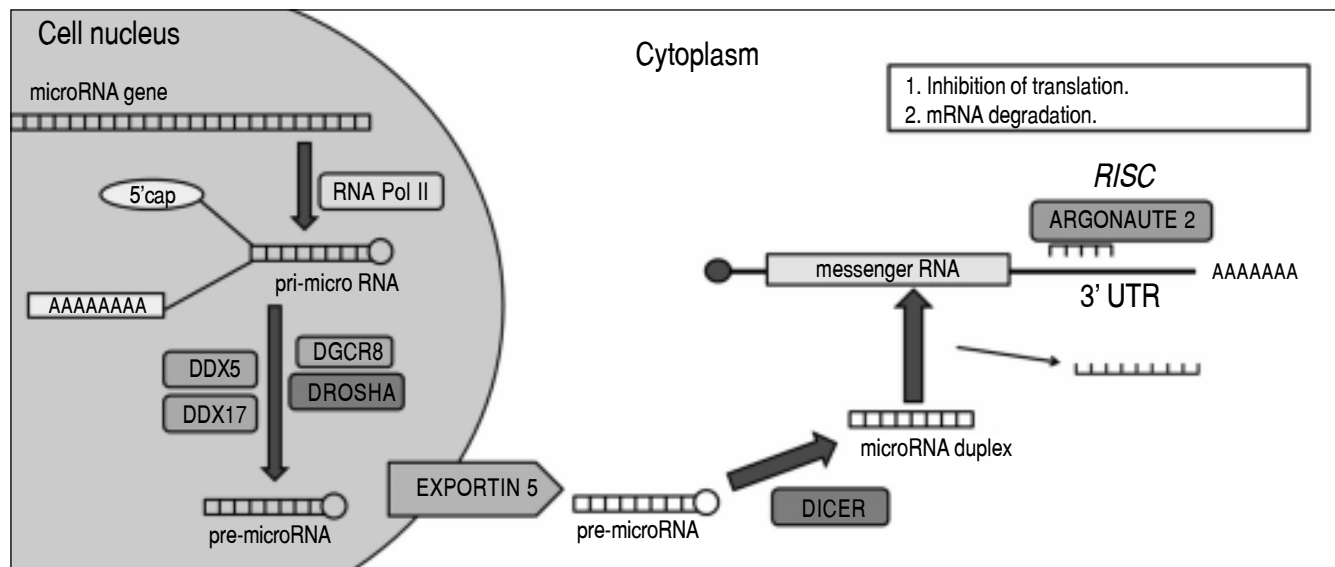 Cell nucleus
microRNA gene
RNA Pol II
5'cap
pri-micro RNA
AAAAAAAA
DDX5
DDX17
DGCR8
DROSHA
pre-microRNA
EXPORTIN 5
pre-microRNA
DICER
microRNA duplex
Cytoplasm
1. Inhibition of translation.
2. mRNA degradation.
RISC
ARGONAUTE 2
messenger RNA
AAAAAAA
3' UTR